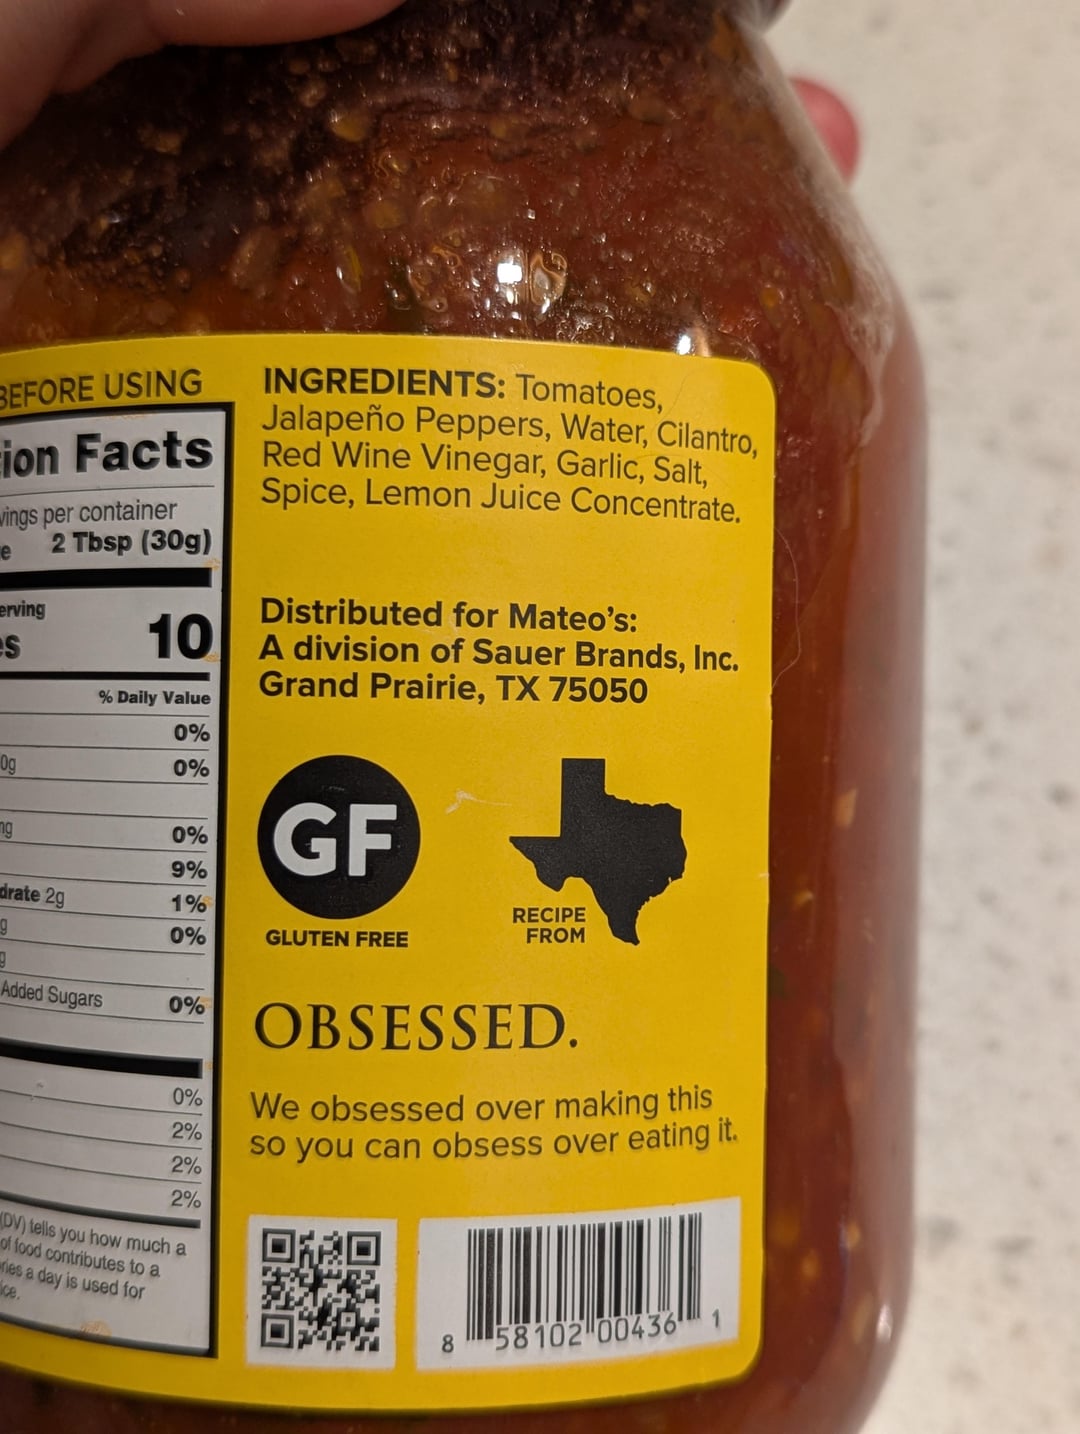 BEFORE USING
ion Facts
vings per container
e 2 Tbsp (30g)
erving
es 10
% Daily Value
0%
0g 0%
mg 0%
9%
drate 2g 1%
g 0%
g
Added Sugars 0%
0%
2%
2%
2%
(DV) tells you how much a
of food contributes to a
ries a day is used for
ice.
INGREDIENTS: Tomatoes,
Jalapeño Peppers, Water, Cilantro,
Red Wine Vinegar, Garlic, Salt,
Spice, Lemon Juice Concentrate.
Distributed for Mateo's:
A division of Sauer Brands, Inc.
Grand Prairie, TX 75050
GF
GLUTEN FREE
RECIPE
FROM
OBSESSED.
We obsessed over making this
so you can obsess over eating it.
8 58102 00436 1